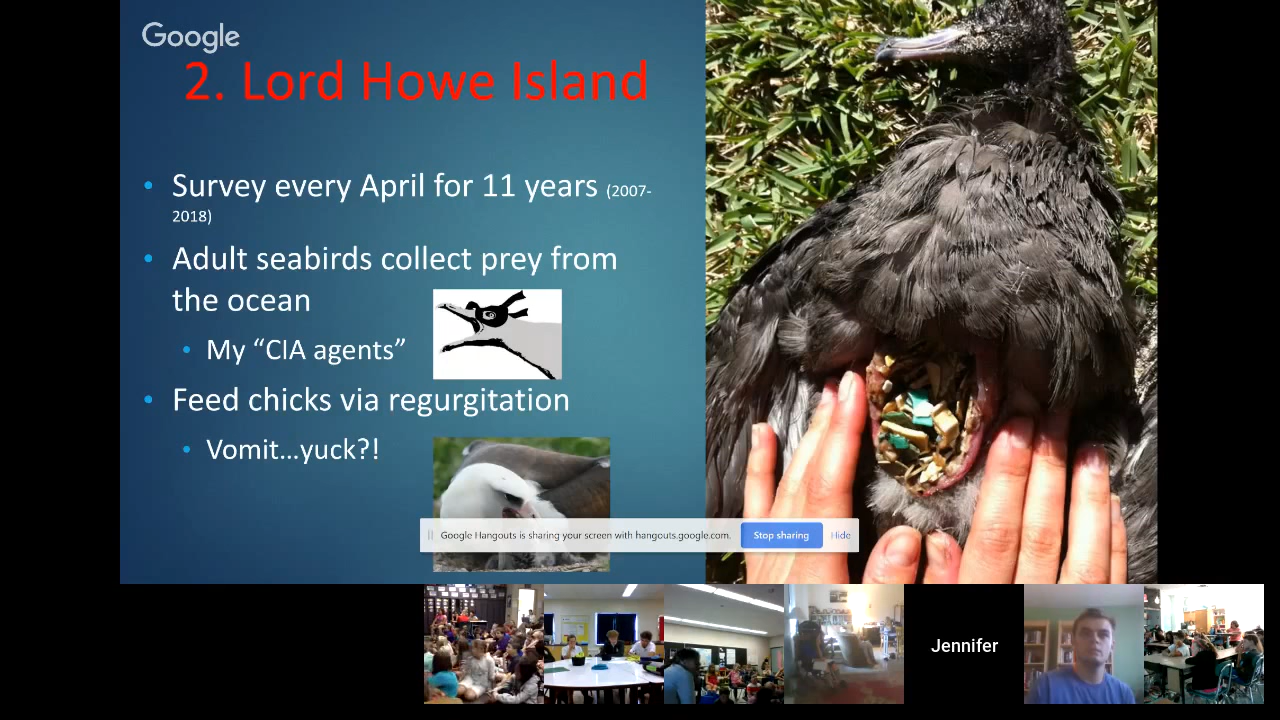 Google
2. Lord Howe Island
• Survey every April for 11 years (2007-
2018)
• Adult seabirds collect prey from
the ocean
• My “CIA agents”
• Feed chicks via regurgitation
• Vomit…yuck?!
Google Hangouts is sharing your screen with hangouts.google.com. Stop sharing Hide
Jennifer